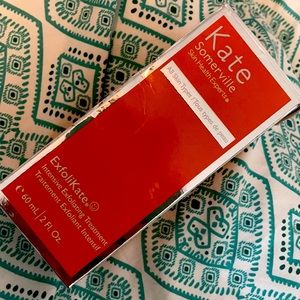 Kate
Somerville
Skin Health Experts®
All Skin Types / Tous types de peau
ExfoliKate®
Intensive Exfoliating Treatment
Traitement Exfoliant Intensif
e 60 mL / 2 Fl. Oz.